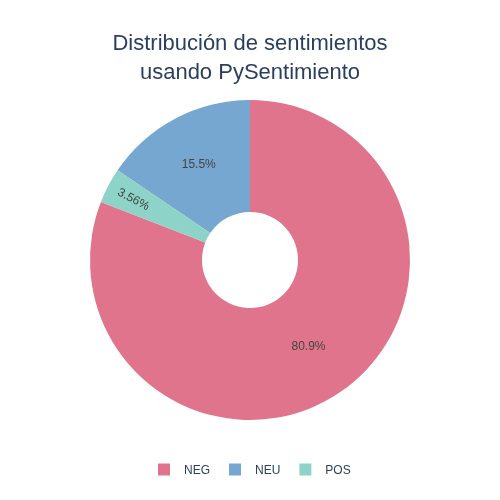 Distribución de sentimientos
usando PySentimiento
15.5%
3.56%
80.9%
NEG NEU POS